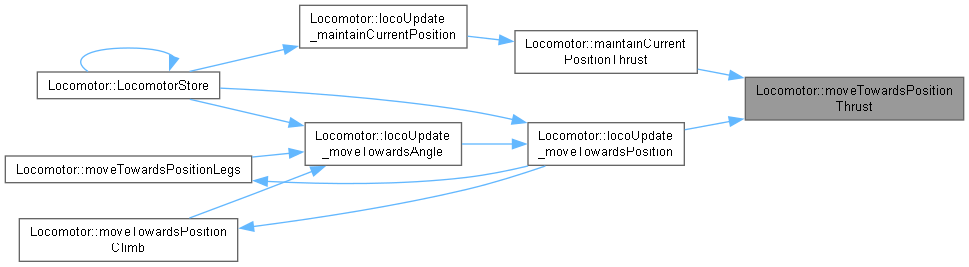 Locomotor::locoUpdate
_maintainCurrentPosition
Locomotor::maintainCurrent
PositionThrust
Locomotor::LocomotorStore
Locomotor::moveTowardsPosition
Thrust
Locomotor::locoUpdate
_moveTowardsAngle
Locomotor::locoUpdate
_moveTowardsPosition
Locomotor::moveTowardsPositionLegs
Locomotor::moveTowardsPosition
Climb